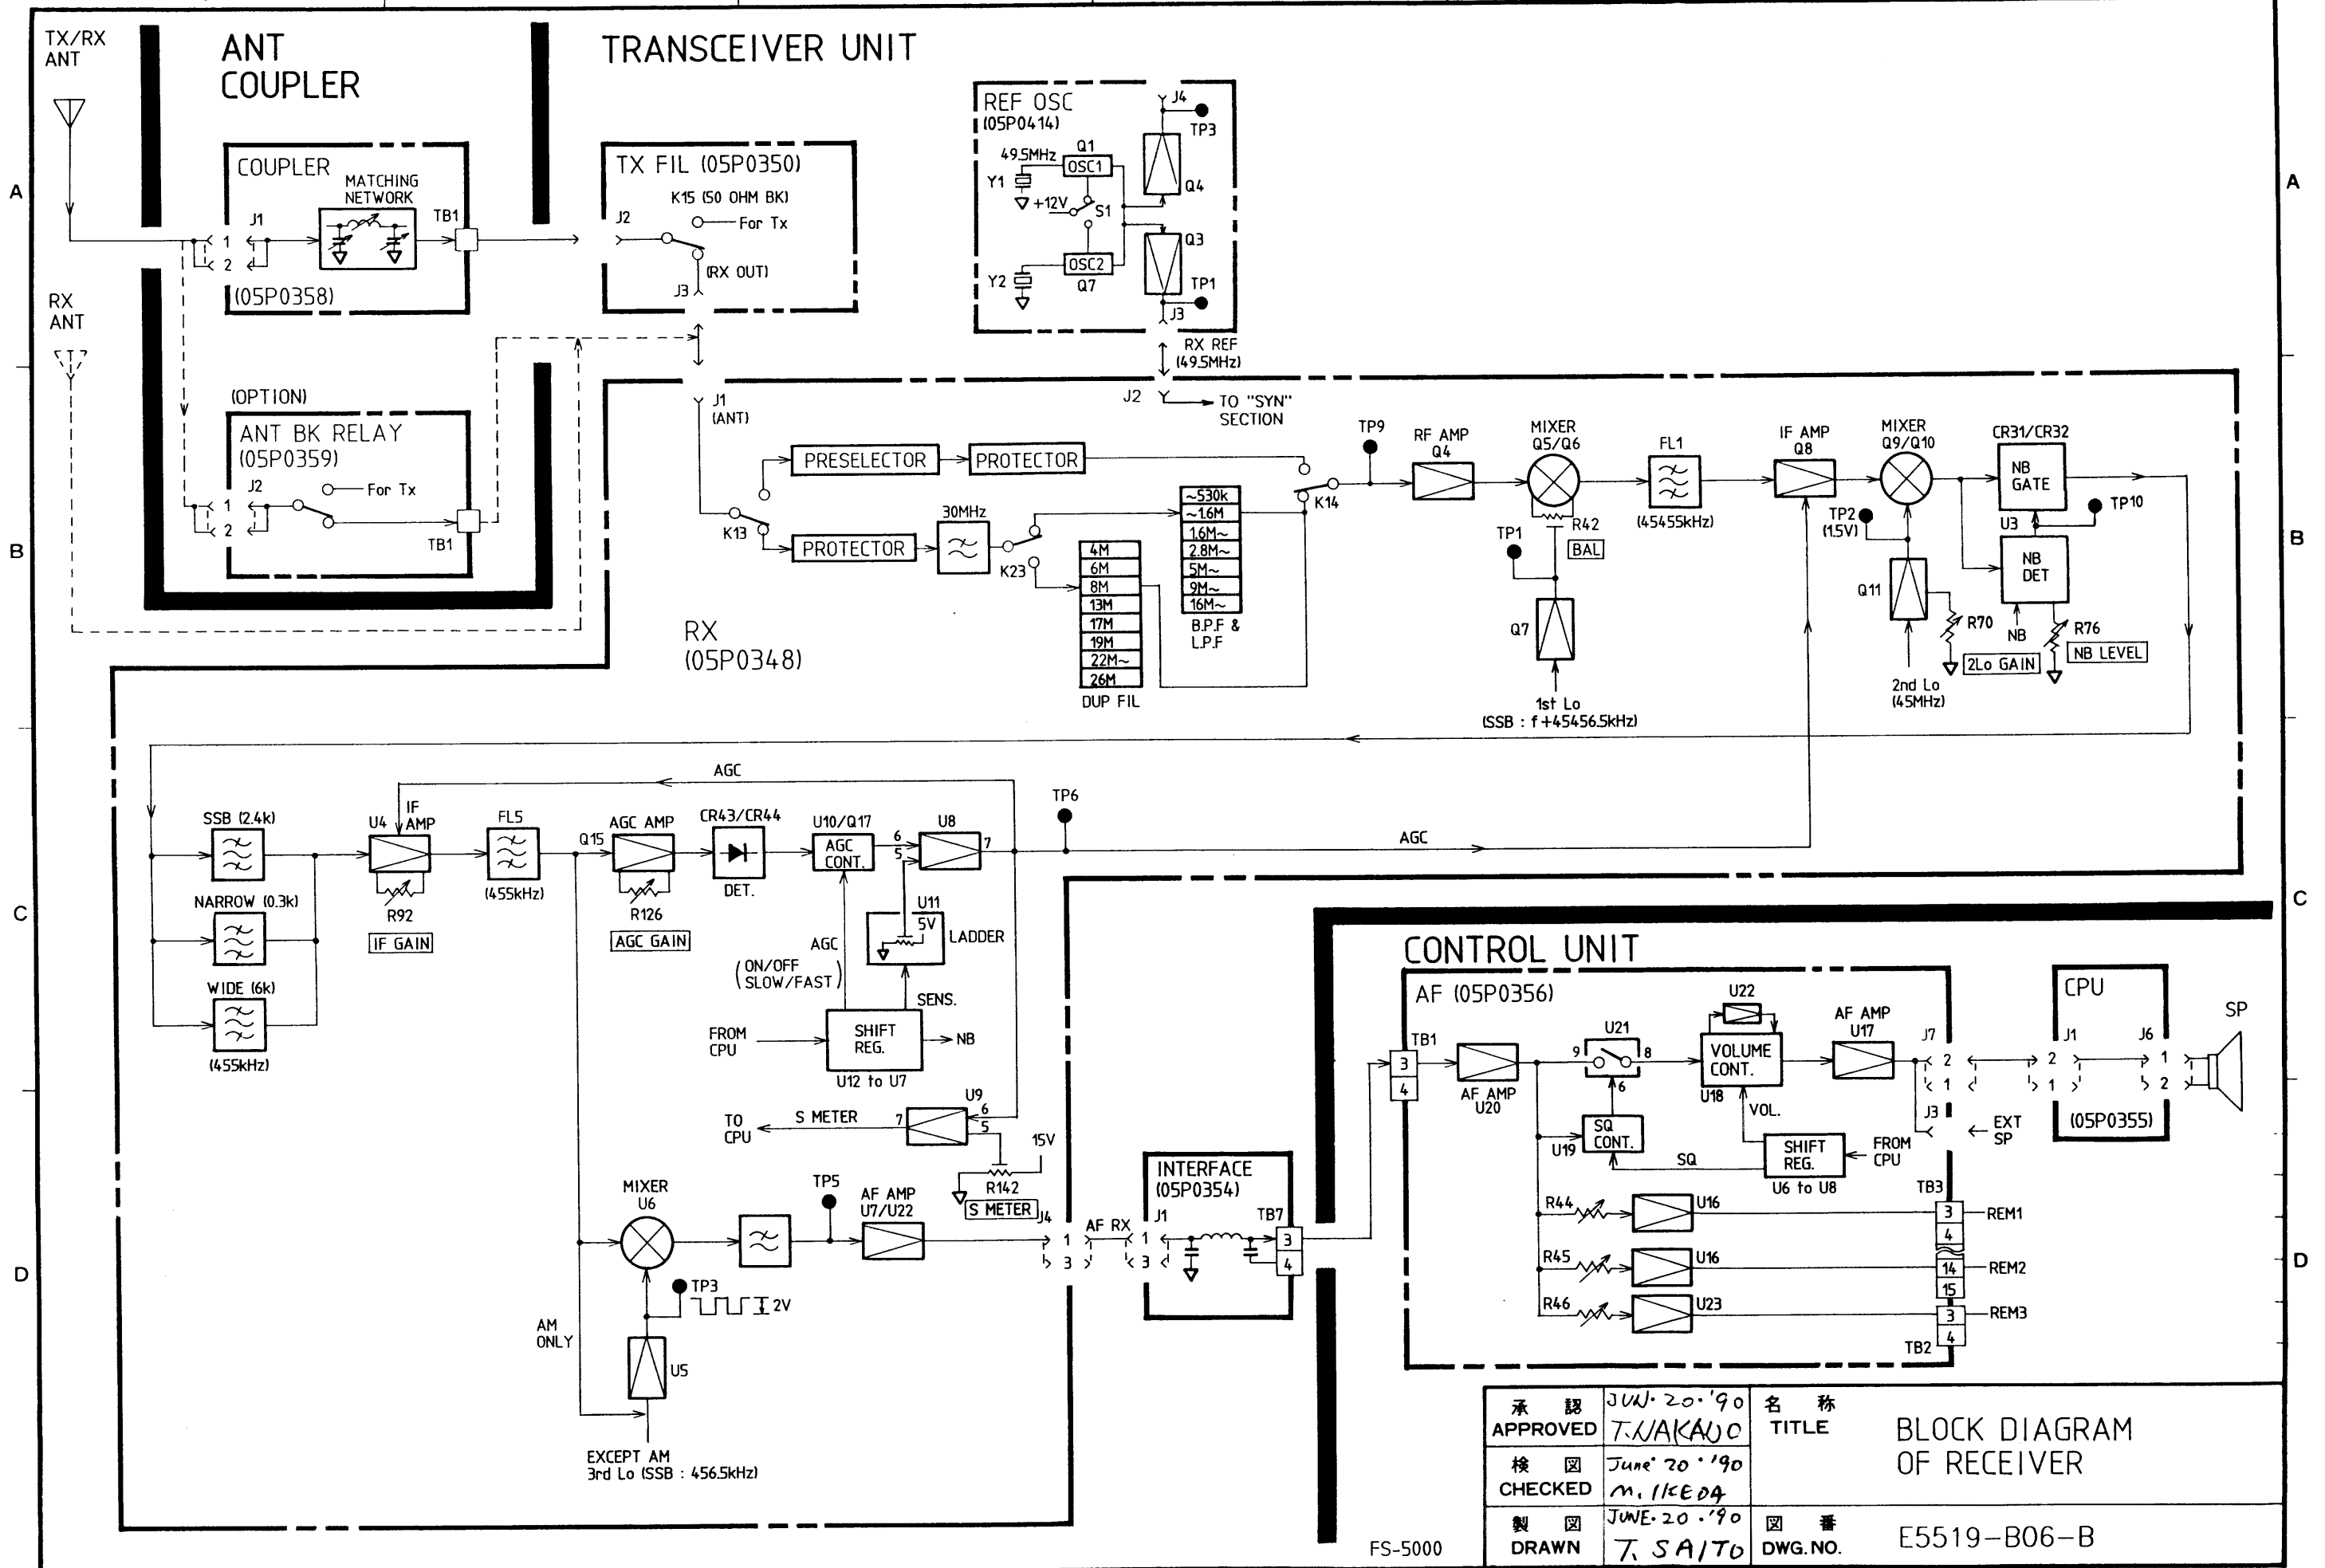 TX/RX
ANT
ANT
COUPLER
TRANSCEIVER UNIT
COUPLER
MATCHING
NETWORK
J1
1
2
TB1
(05P0358)
TX FIL (05P0350)
K15 (50 OHM BK)
J2
For Tx
(RX OUT)
J3
REF OSC
(05P0414)
J4
TP3
49.5MHz
Q1
OSC1
Y1
+12V
S1
Q4
Q3
OSC2
Y2
Q7
TP1
J3
RX REF
(49.5MHz)
A
A
RX
ANT
(OPTION)
ANT BK RELAY
(05P0359)
J2
1
2
For Tx
TB1
J1
(ANT)
J2
TO "SYN"
SECTION
PRESELECTOR
PROTECTOR
K13
PROTECTOR
30MHz
K23
4M
6M
8M
13M
17M
19M
22M~
26M
DUP FIL
~530k
~1.6M
1.6M~
2.8M~
5M~
9M~
16M~
B.P.F &
L.P.F
K14
TP9
RF AMP
Q4
MIXER
Q5/Q6
R42
BAL
TP1
Q7
1st Lo
(SSB : f+45456.5kHz)
FL1
(45455kHz)
IF AMP
Q8
MIXER
Q9/Q10
TP2
(1.5V)
Q11
R70
2Lo GAIN
2nd Lo
(45MHz)
CR31/CR32
NB
GATE
TP10
U3
NB
DET
NB
R76
NB LEVEL
B
B
RX
(05P0348)
AGC
SSB (2.4k)
NARROW (0.3k)
WIDE (6k)
(455kHz)
U4
IF
AMP
R92
IF GAIN
FL5
(455kHz)
Q15
AGC AMP
R126
AGC GAIN
CR43/CR44
DET.
U10/Q17
AGC
CONT.
6
5
U8
7
TP6
AGC
U11
5V
LADDER
AGC
(ON/OFF
SLOW/FAST)
SENS.
FROM
CPU
SHIFT
REG.
NB
U12 to U7
C
C
TO
CPU
S METER
7
U9
6
5
15V
R142
S METER
MIXER
U6
TP5
AF AMP
U7/U22
TP3
2V
U5
AM
ONLY
EXCEPT AM
3rd Lo (SSB : 456.5kHz)
J4
1
3
AF RX
INTERFACE
(05P0354)
J1
1
3
TB7
3
4
D
D
CONTROL UNIT
AF (05P0356)
TB1
3
4
AF AMP
U20
9
U21
8
6
SQ
CONT.
U19
SQ
U22
VOLUME
CONT.
U18
VOL.
SHIFT
REG.
U6 to U8
FROM
CPU
AF AMP
U17
J7
2
1
J3
EXT
SP
CPU
J1
2
1
J6
1
2
(05P0355)
SP
R44
U16
R45
U16
R46
U23
TB3
3
4
14
15
3
4
TB2
REM1
REM2
REM3
FS-5000
承 認
APPROVED
JUN. 20. '90
T. NAKANO
検 図
CHECKED
June 20 '90
M. IKEDA
製 図
DRAWN
JUNE. 20. '90
T. SAITO
名 称
TITLE
BLOCK DIAGRAM
OF RECEIVER
図 番
DWG. NO.
E5519-B06-B